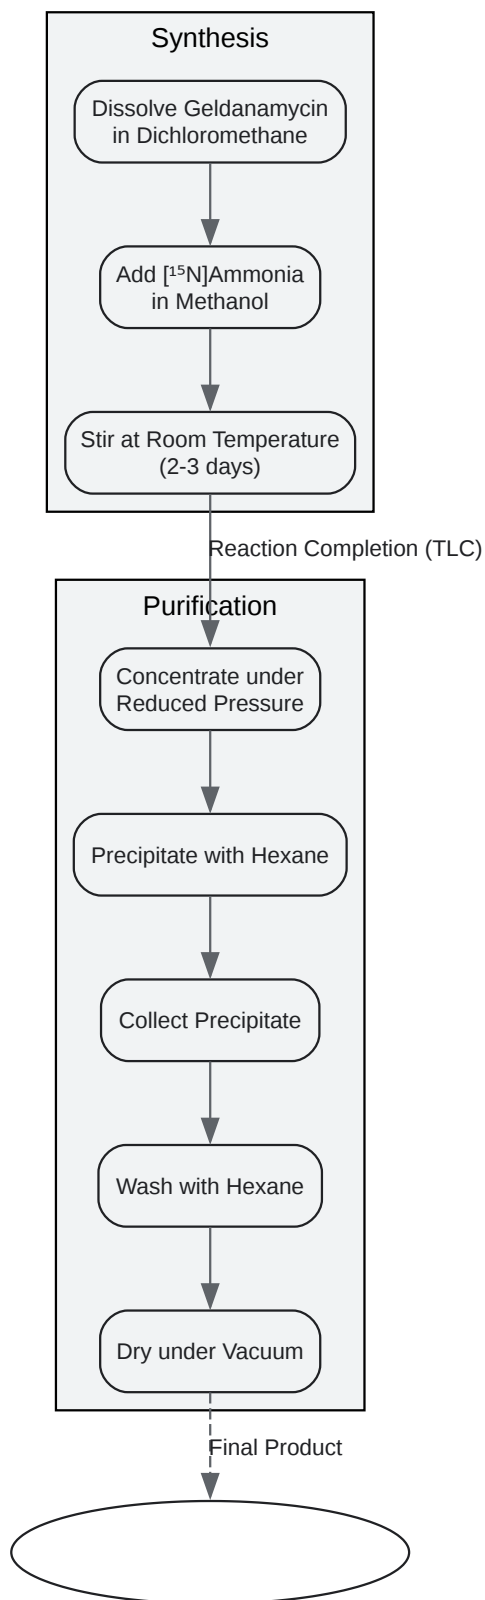 Synthesis
Dissolve Geldanamycin
in Dichloromethane
Add [¹⁵N]Ammonia
in Methanol
Stir at Room Temperature
(2-3 days)
Reaction Completion (TLC)
Purification
Concentrate under
Reduced Pressure
Precipitate with Hexane
Collect Precipitate
Wash with Hexane
Dry under Vacuum
Final Product